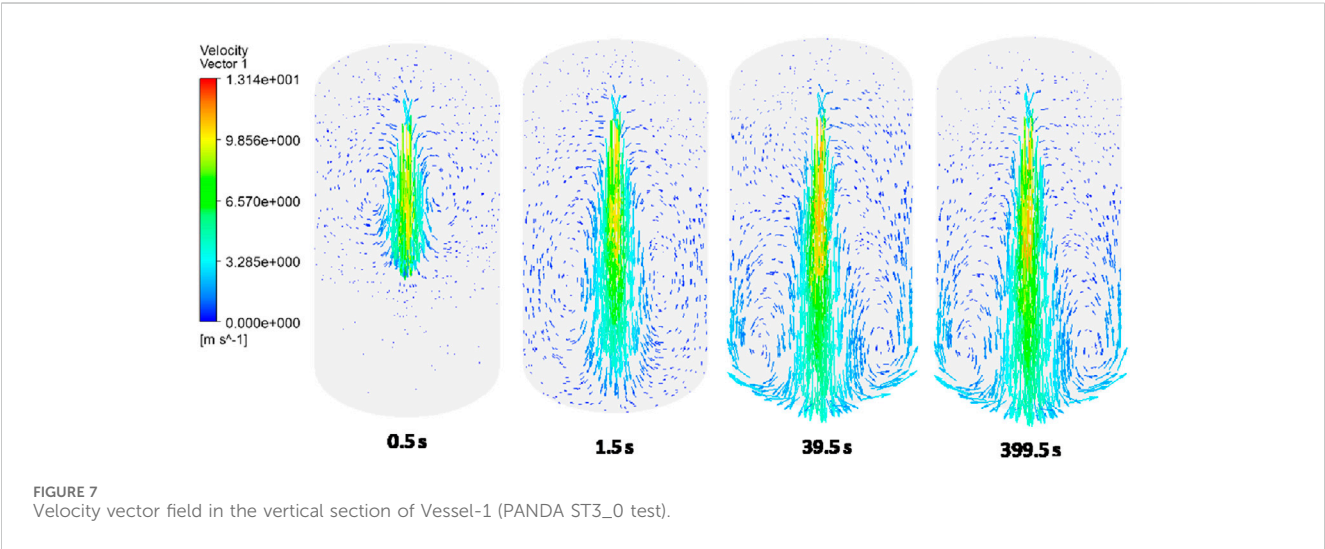 Velocity
Vector 1
1.314e+001
9.856e+000
6.570e+000
3.285e+000
0.000e+000
[m s^-1]
0.5 s
1.5 s
39.5 s
399.5 s
FIGURE 7
Velocity vector field in the vertical section of Vessel-1 (PANDA ST3_0 test).